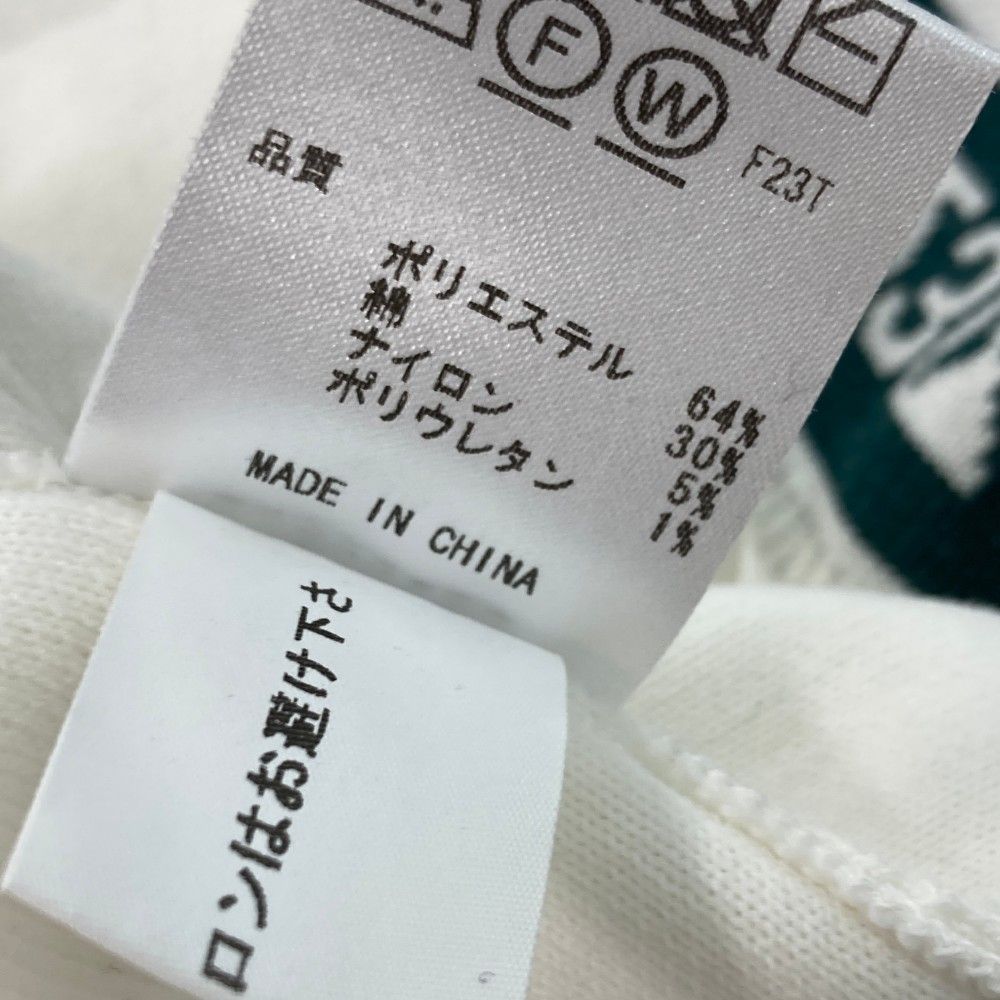 F
W
F23T
品質
ポリエステル 64%
綿 30%
ナイロン 5%
ポリウレタン 1%
MADE IN CHINA
ロンはお避け下さ